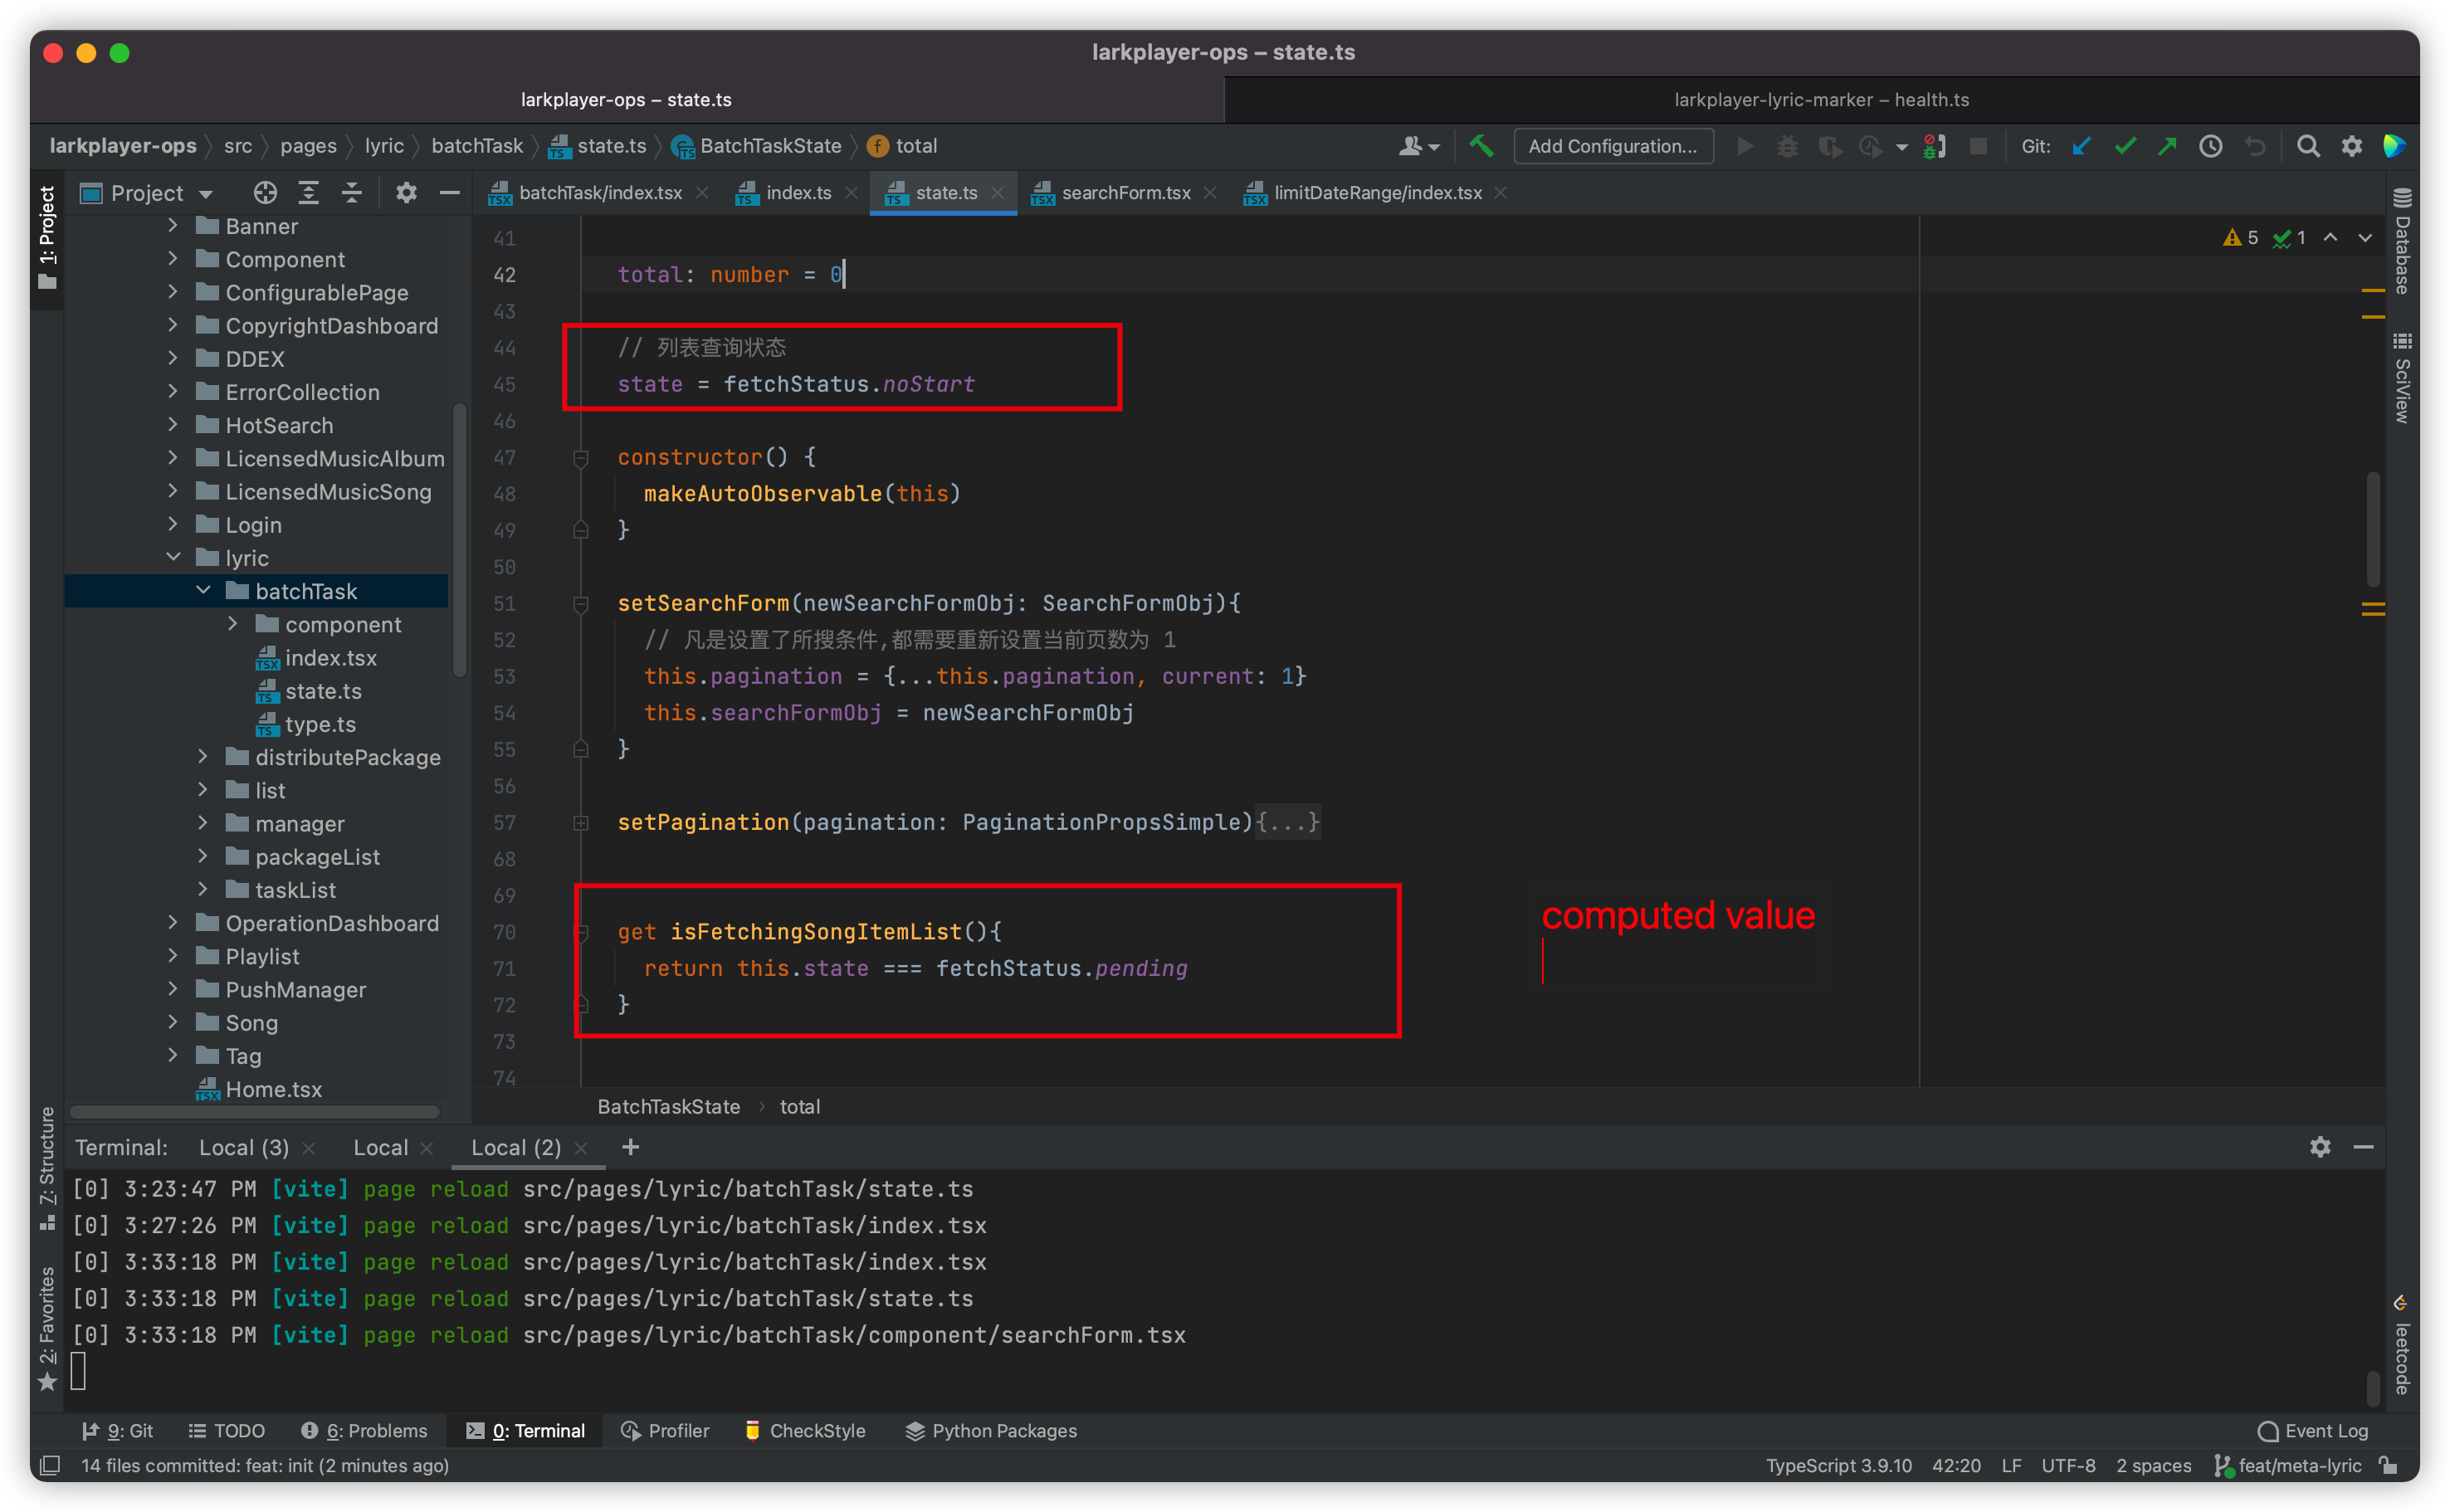 larkplayer-ops – state.ts
larkplayer-ops – state.ts
larkplayer-lyric-marker – health.ts
larkplayer-ops src pages lyric batchTask state.ts BatchTaskState total
Add Configuration... Git:
1: Project
Project
batchTask/index.tsx index.ts state.ts searchForm.tsx limitDateRange/index.tsx
Banner
Component
ConfigurablePage
CopyrightDashboard
DDEX
ErrorCollection
HotSearch
LicensedMusicAlbum
LicensedMusicSong
Login
lyric
batchTask
component
index.tsx
state.ts
type.ts
distributePackage
list
manager
packageList
taskList
OperationDashboard
Playlist
PushManager
Song
Tag
Home.tsx
5 1
41
42 total: number = 0
43
44 // 列表查询状态
45 state = fetchStatus.noStart
46
47 constructor() {
48 makeAutoObservable(this)
49 }
50
51 setSearchForm(newSearchFormObj: SearchFormObj){
52 // 凡是设置了所搜条件,都需要重新设置当前页数为 1
53 this.pagination = {...this.pagination, current: 1}
54 this.searchFormObj = newSearchFormObj
55 }
56
57 setPagination(pagination: PaginationPropsSimple){...}
68
69
70 get isFetchingSongItemList(){
71 return this.state === fetchStatus.pending
72 }
73
74
computed value
Database
SciView
leetcode
BatchTaskState total
7: Structure
2: Favorites
Terminal: Local (3) Local Local (2)
[0] 3:23:47 PM [vite] page reload src/pages/lyric/batchTask/state.ts
[0] 3:27:26 PM [vite] page reload src/pages/lyric/batchTask/index.tsx
[0] 3:33:18 PM [vite] page reload src/pages/lyric/batchTask/index.tsx
[0] 3:33:18 PM [vite] page reload src/pages/lyric/batchTask/state.ts
[0] 3:33:18 PM [vite] page reload src/pages/lyric/batchTask/component/searchForm.tsx
9: Git TODO 6: Problems 0: Terminal Profiler CheckStyle Python Packages Event Log
14 files committed: feat: init (2 minutes ago) TypeScript 3.9.10 42:20 LF UTF-8 2 spaces feat/meta-lyric